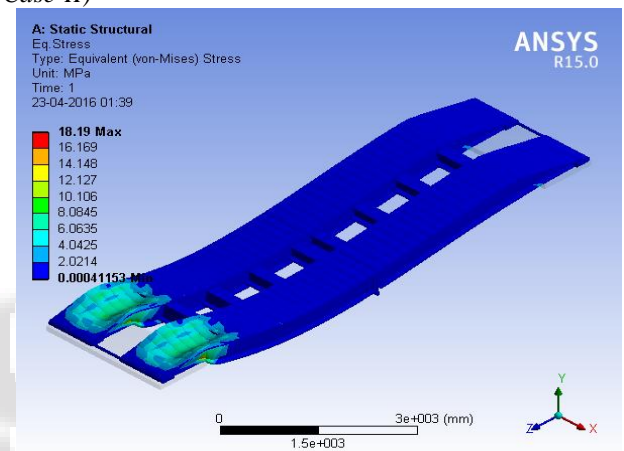 Case II)
A: Static Structural
Eq.Stress
Type: Equivalent (von-Mises) Stress
Unit: MPa
Time: 1
23-04-2016 01:39
ANSYS
R15.0
18.19 Max
16.169
14.148
12.127
10.106
8.0845
6.0635
4.0425
2.0214
0.00041153 Min
0
3e+003 (mm)
1.5e+003
Y
Z
X